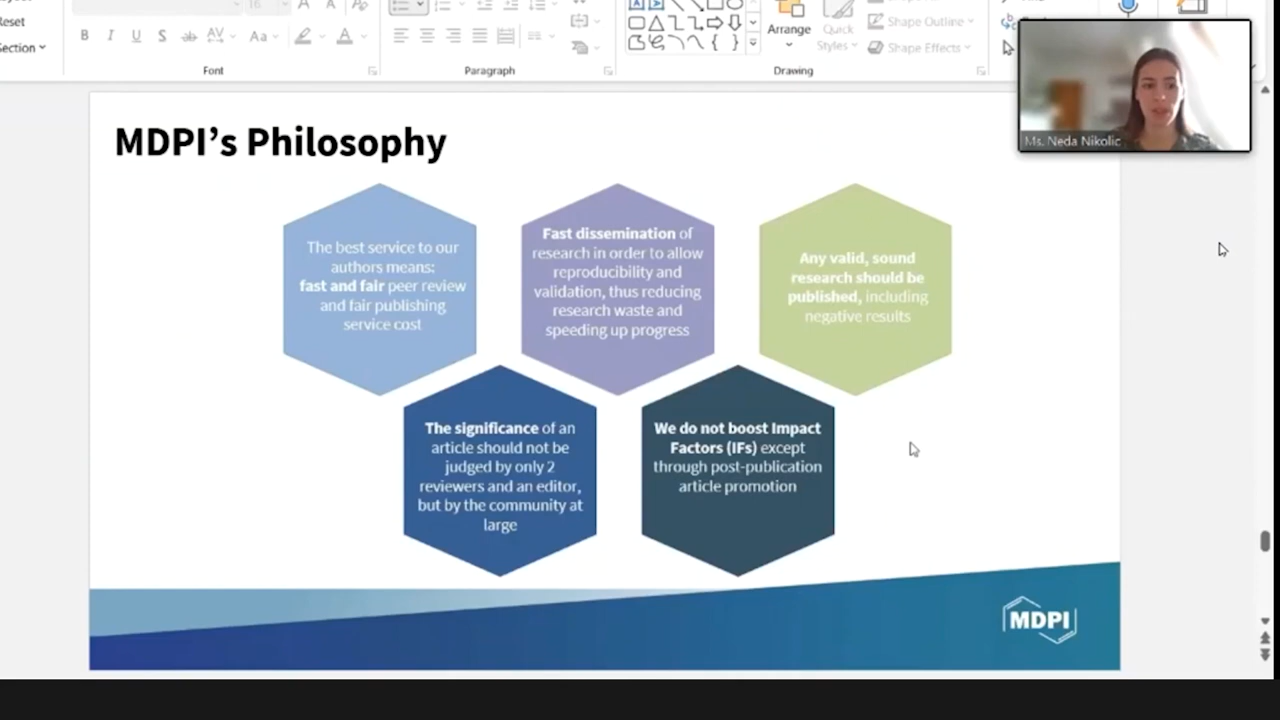 Reset
Section
16
A
A
B
I
U
S
ab
AV
Aa
A
Font
Paragraph
Arrange
Quick
Styles
Shape Outline
Shape Effects
Drawing
Ms. Neda Nikolic
MDPI’s Philosophy
The best service to our
authors means:
fast and fair peer review
and fair publishing
service cost
Fast dissemination of
research in order to allow
reproducibility and
validation, thus reducing
research waste and
speeding up progress
Any valid, sound
research should be
published, including
negative results
The significance of an
article should not be
judged by only 2
reviewers and an editor,
but by the community at
large
We do not boost Impact
Factors (IFs) except
through post-publication
article promotion
MDPI